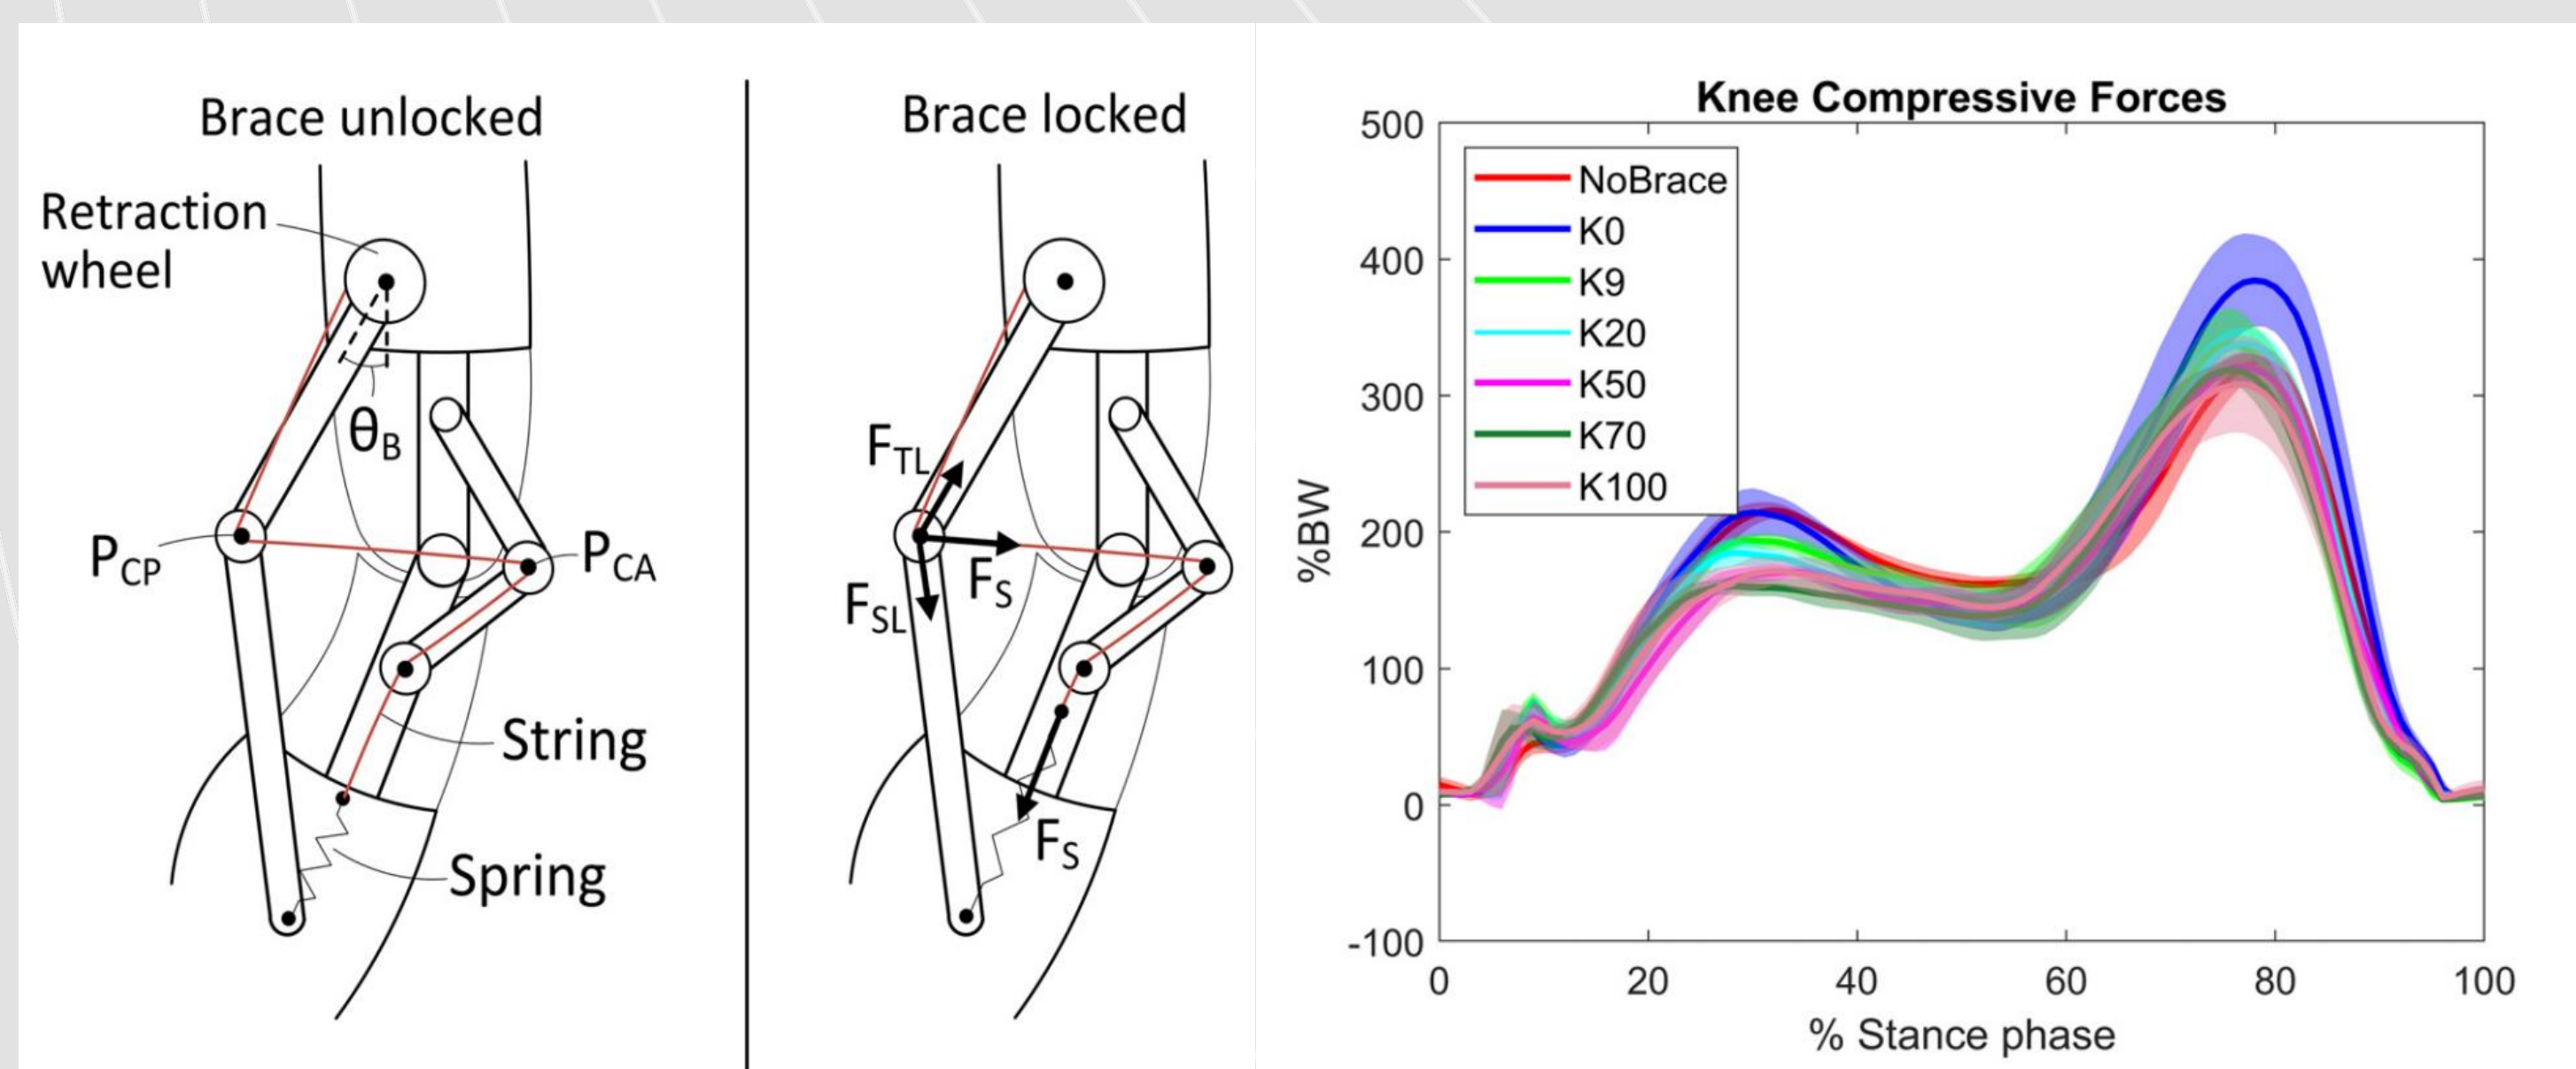 Brace unlocked
Retraction
wheel
θB
PCP
PCA
String
Spring
Brace locked
FTL
FS
FSL
FS
Knee Compressive Forces
500
400
300
200
100
0
-100
%BW
NoBrace
K0
K9
K20
K50
K70
K100
0 20 40 60 80 100
% Stance phase